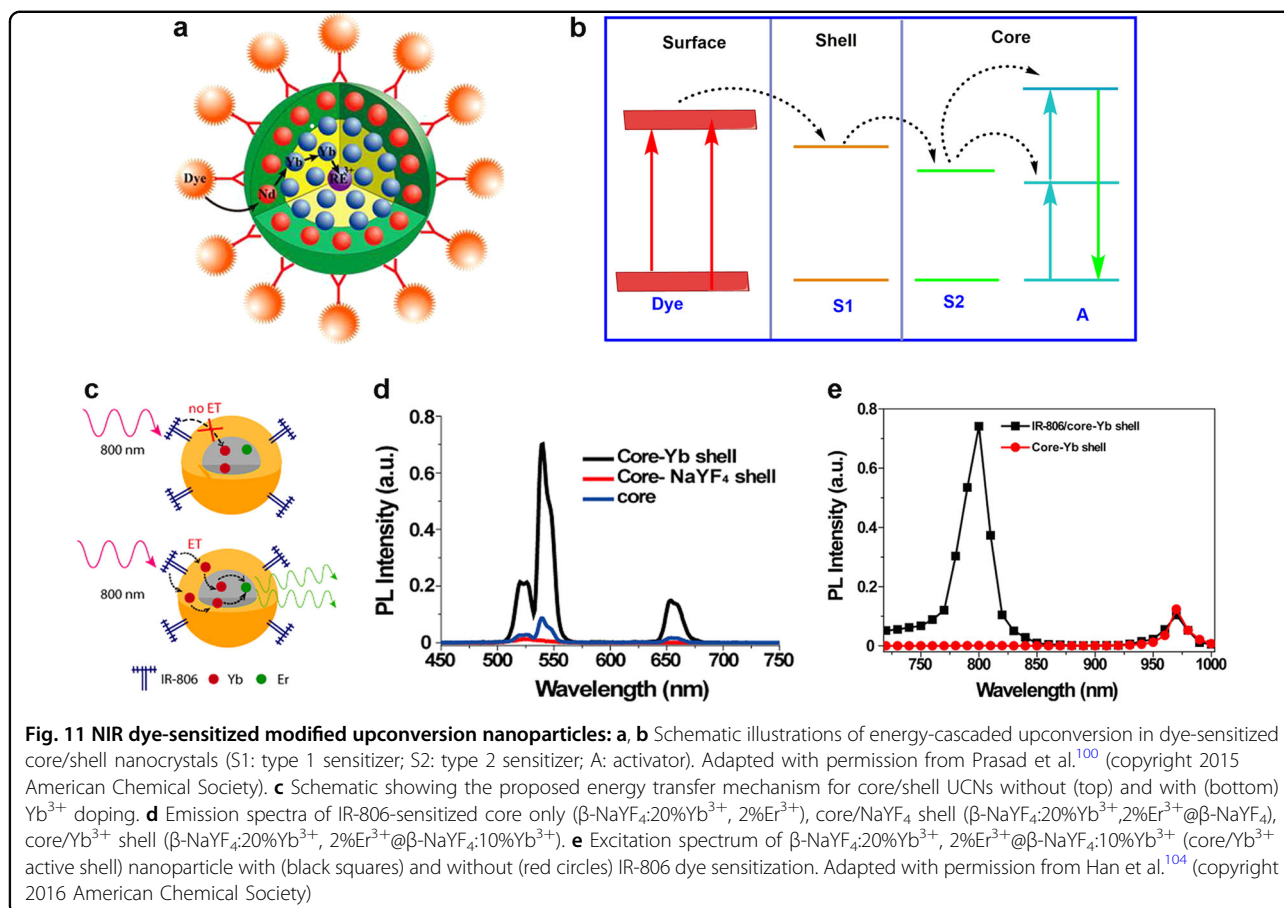 a
Dye
Nd
Yb
Yb
RE3+
b
Surface
Shell
Core
Dye
S1
S2
A
c
no ET
800 nm
ET
800 nm
IR-806 Yb Er
d
PL Intensity (a.u.)
0.8
0.6
0.4
0.2
0
Core-Yb shell
Core- NaYF₄ shell
core
450 500 550 600 650 700 750
Wavelength (nm)
e
PL Intensity (a.u.)
0.8
0.6
0.4
0.2
0.0
IR-806/core-Yb shell
Core-Yb shell
750 800 850 900 950 1000
Wavelength (nm)
Fig. 11 NIR dye-sensitized modified upconversion nanoparticles: a, b Schematic illustrations of energy-cascaded upconversion in dye-sensitized
core/shell nanocrystals (S1: type 1 sensitizer; S2: type 2 sensitizer; A: activator). Adapted with permission from Prasad et al.¹⁰⁰ (copyright 2015
American Chemical Society). c Schematic showing the proposed energy transfer mechanism for core/shell UCNs without (top) and with (bottom)
Yb³⁺ doping. d Emission spectra of IR-806-sensitized core only (β-NaYF₄:20%Yb³⁺, 2%Er³⁺), core/NaYF₄ shell (β-NaYF₄:20%Yb³⁺,2%Er³⁺@β-NaYF₄),
core/Yb³⁺ shell (β-NaYF₄:20%Yb³⁺, 2%Er³⁺@β-NaYF₄:10%Yb³⁺). e Excitation spectrum of β-NaYF₄:20%Yb³⁺, 2%Er³⁺@β-NaYF₄:10%Yb³⁺ (core/Yb³⁺
active shell) nanoparticle with (black squares) and without (red circles) IR-806 dye sensitization. Adapted with permission from Han et al.¹⁰⁴ (copyright
2016 American Chemical Society)